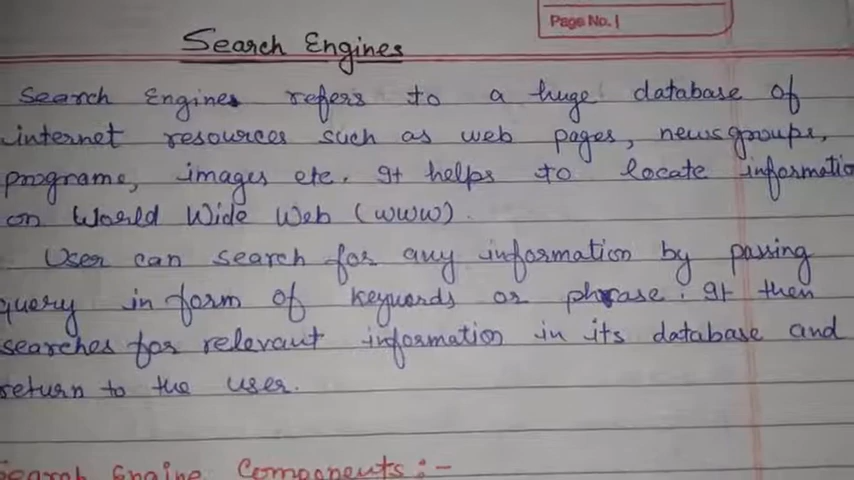 Page No. 1
Search Engines
Search Engines refers to a huge database of
internet resources such as web pages, newsgroups,
programs, images etc. It helps to locate informatio
on World Wide Web (WWW).
User can search for any information by passing
query in form of keywords or phrase. It then
searches for relevant information in its database and
return to the user.
Search Engine Components:-